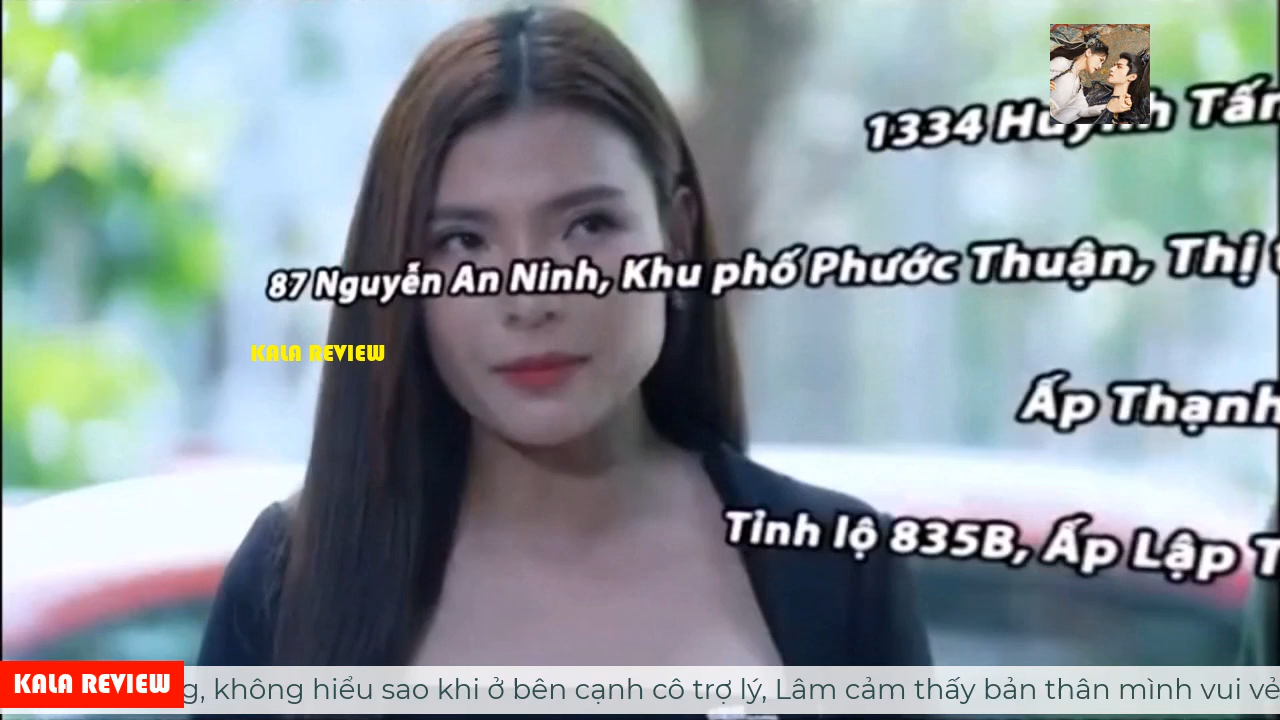 1334 Huỳnh Tấn
87 Nguyễn An Ninh, Khu phố Phước Thuận, Thị
KALA REVIEW
Ấp Thạnh
Tỉnh lộ 835B, Ấp Lập
KALA REVIEW
không hiểu sao khi ở bên cạnh cô trợ lý, Lâm cảm thấy bản thân mình vui vẻ